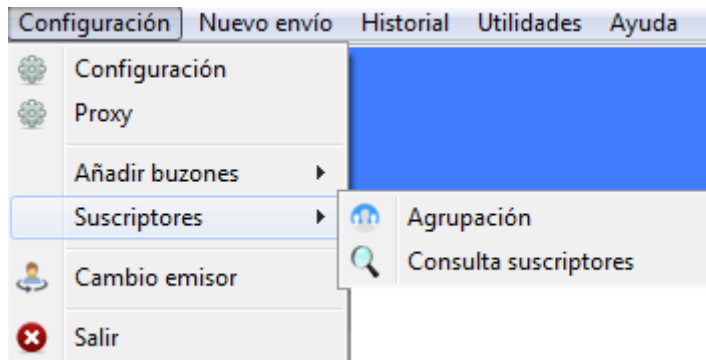 Configuración Nuevo envío Historial Utilidades Ayuda
Configuración
Proxy
Añadir buzones
Suscriptores
Agrupación
Consulta suscriptores
Cambio emisor
Salir